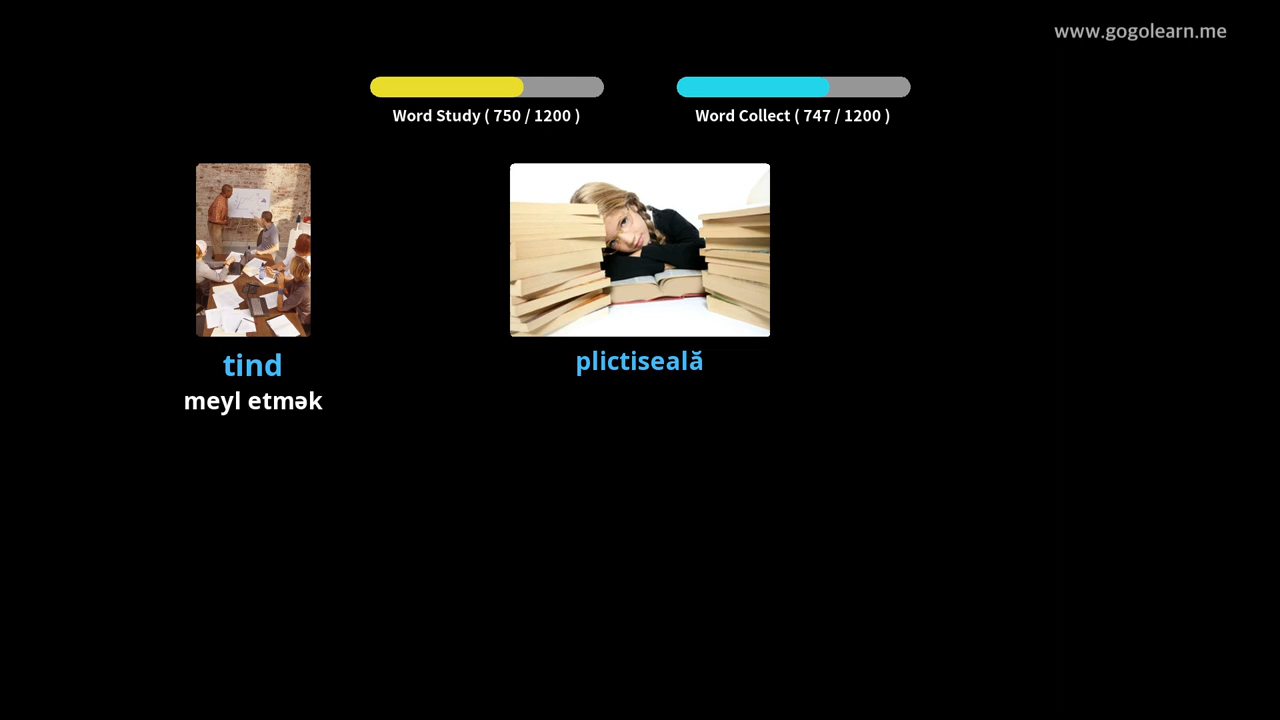 www.gogolearn.me
Word Study ( 750 / 1200 )
Word Collect ( 747 / 1200 )
tind
meyl etmək
plictiseală